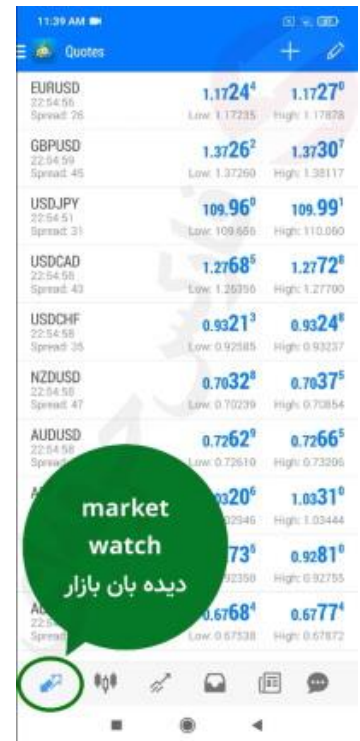 11:39 AM
Quotes
EURUSD 1.1724⁴ 1.1727⁰
22:54:56
Spread: 26 Low: 1.17235 High: 1.17878
GBPUSD 1.3726² 1.3730⁷
22:54:59
Spread: 45 Low: 1.37260 High: 1.38117
USDJPY 109.96⁰ 109.99¹
22:54:51
Spread: 31 Low: 109.656 High: 110.060
USDCAD 1.2768⁵ 1.2772⁸
22:54:56
Spread: 43 Low: 1.26356 High: 1.27700
USDCHF 0.9321³ 0.9324⁸
22:54:58
Spread: 35 Low: 0.92585 High: 0.93237
NZDUSD 0.7032⁸ 0.7037⁵
22:54:58
Spread: 47 Low: 0.70239 High: 0.70854
AUDUSD 0.7262⁹ 0.7266⁵
22:54:58
Low: 0.72610 High: 0.73206
1.0331⁰
High: 1.03444
0.9281⁰
High: 0.92755
0.6768⁴ 0.6777⁴
Low: 0.67538 High: 0.67872
market
watch
دیده بان بازار